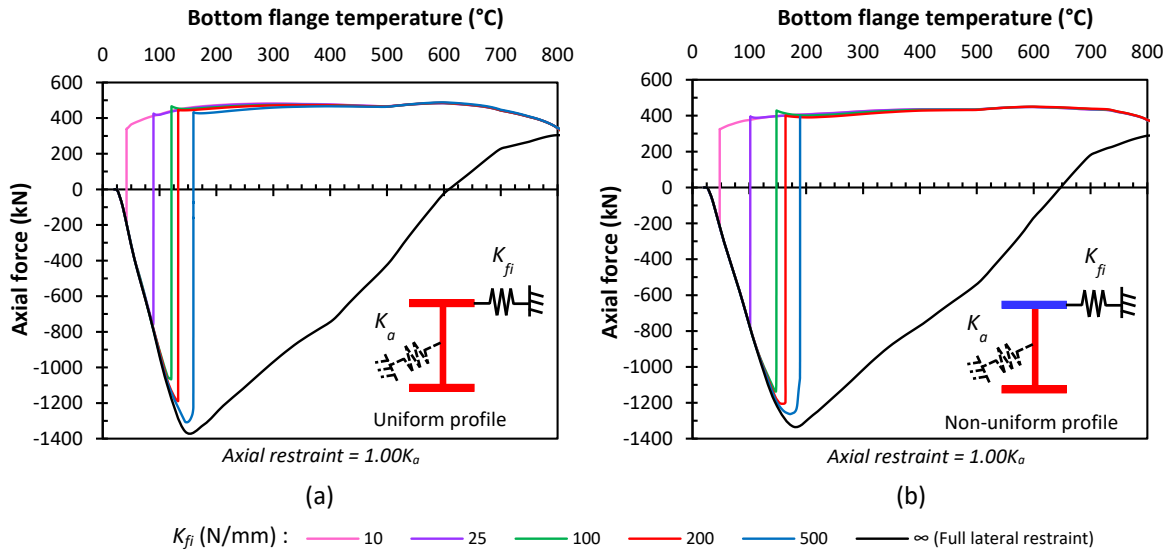 Bottom flange temperature (°C)
0 100 200 300 400 500 600 700 800
600
400
200
0
-200
-400
-600
-800
-1000
-1200
-1400
Axial force (kN)
K_fi
K_a
Uniform profile
Axial restraint = 1.00K_a
(a)
Bottom flange temperature (°C)
0 100 200 300 400 500 600 700 800
600
400
200
0
-200
-400
-600
-800
-1000
-1200
-1400
Axial force (kN)
K_fi
K_a
Non-uniform profile
Axial restraint = 1.00K_a
(b)
K_fi (N/mm) : 10 25 100 200 500 ∞ (Full lateral restraint)